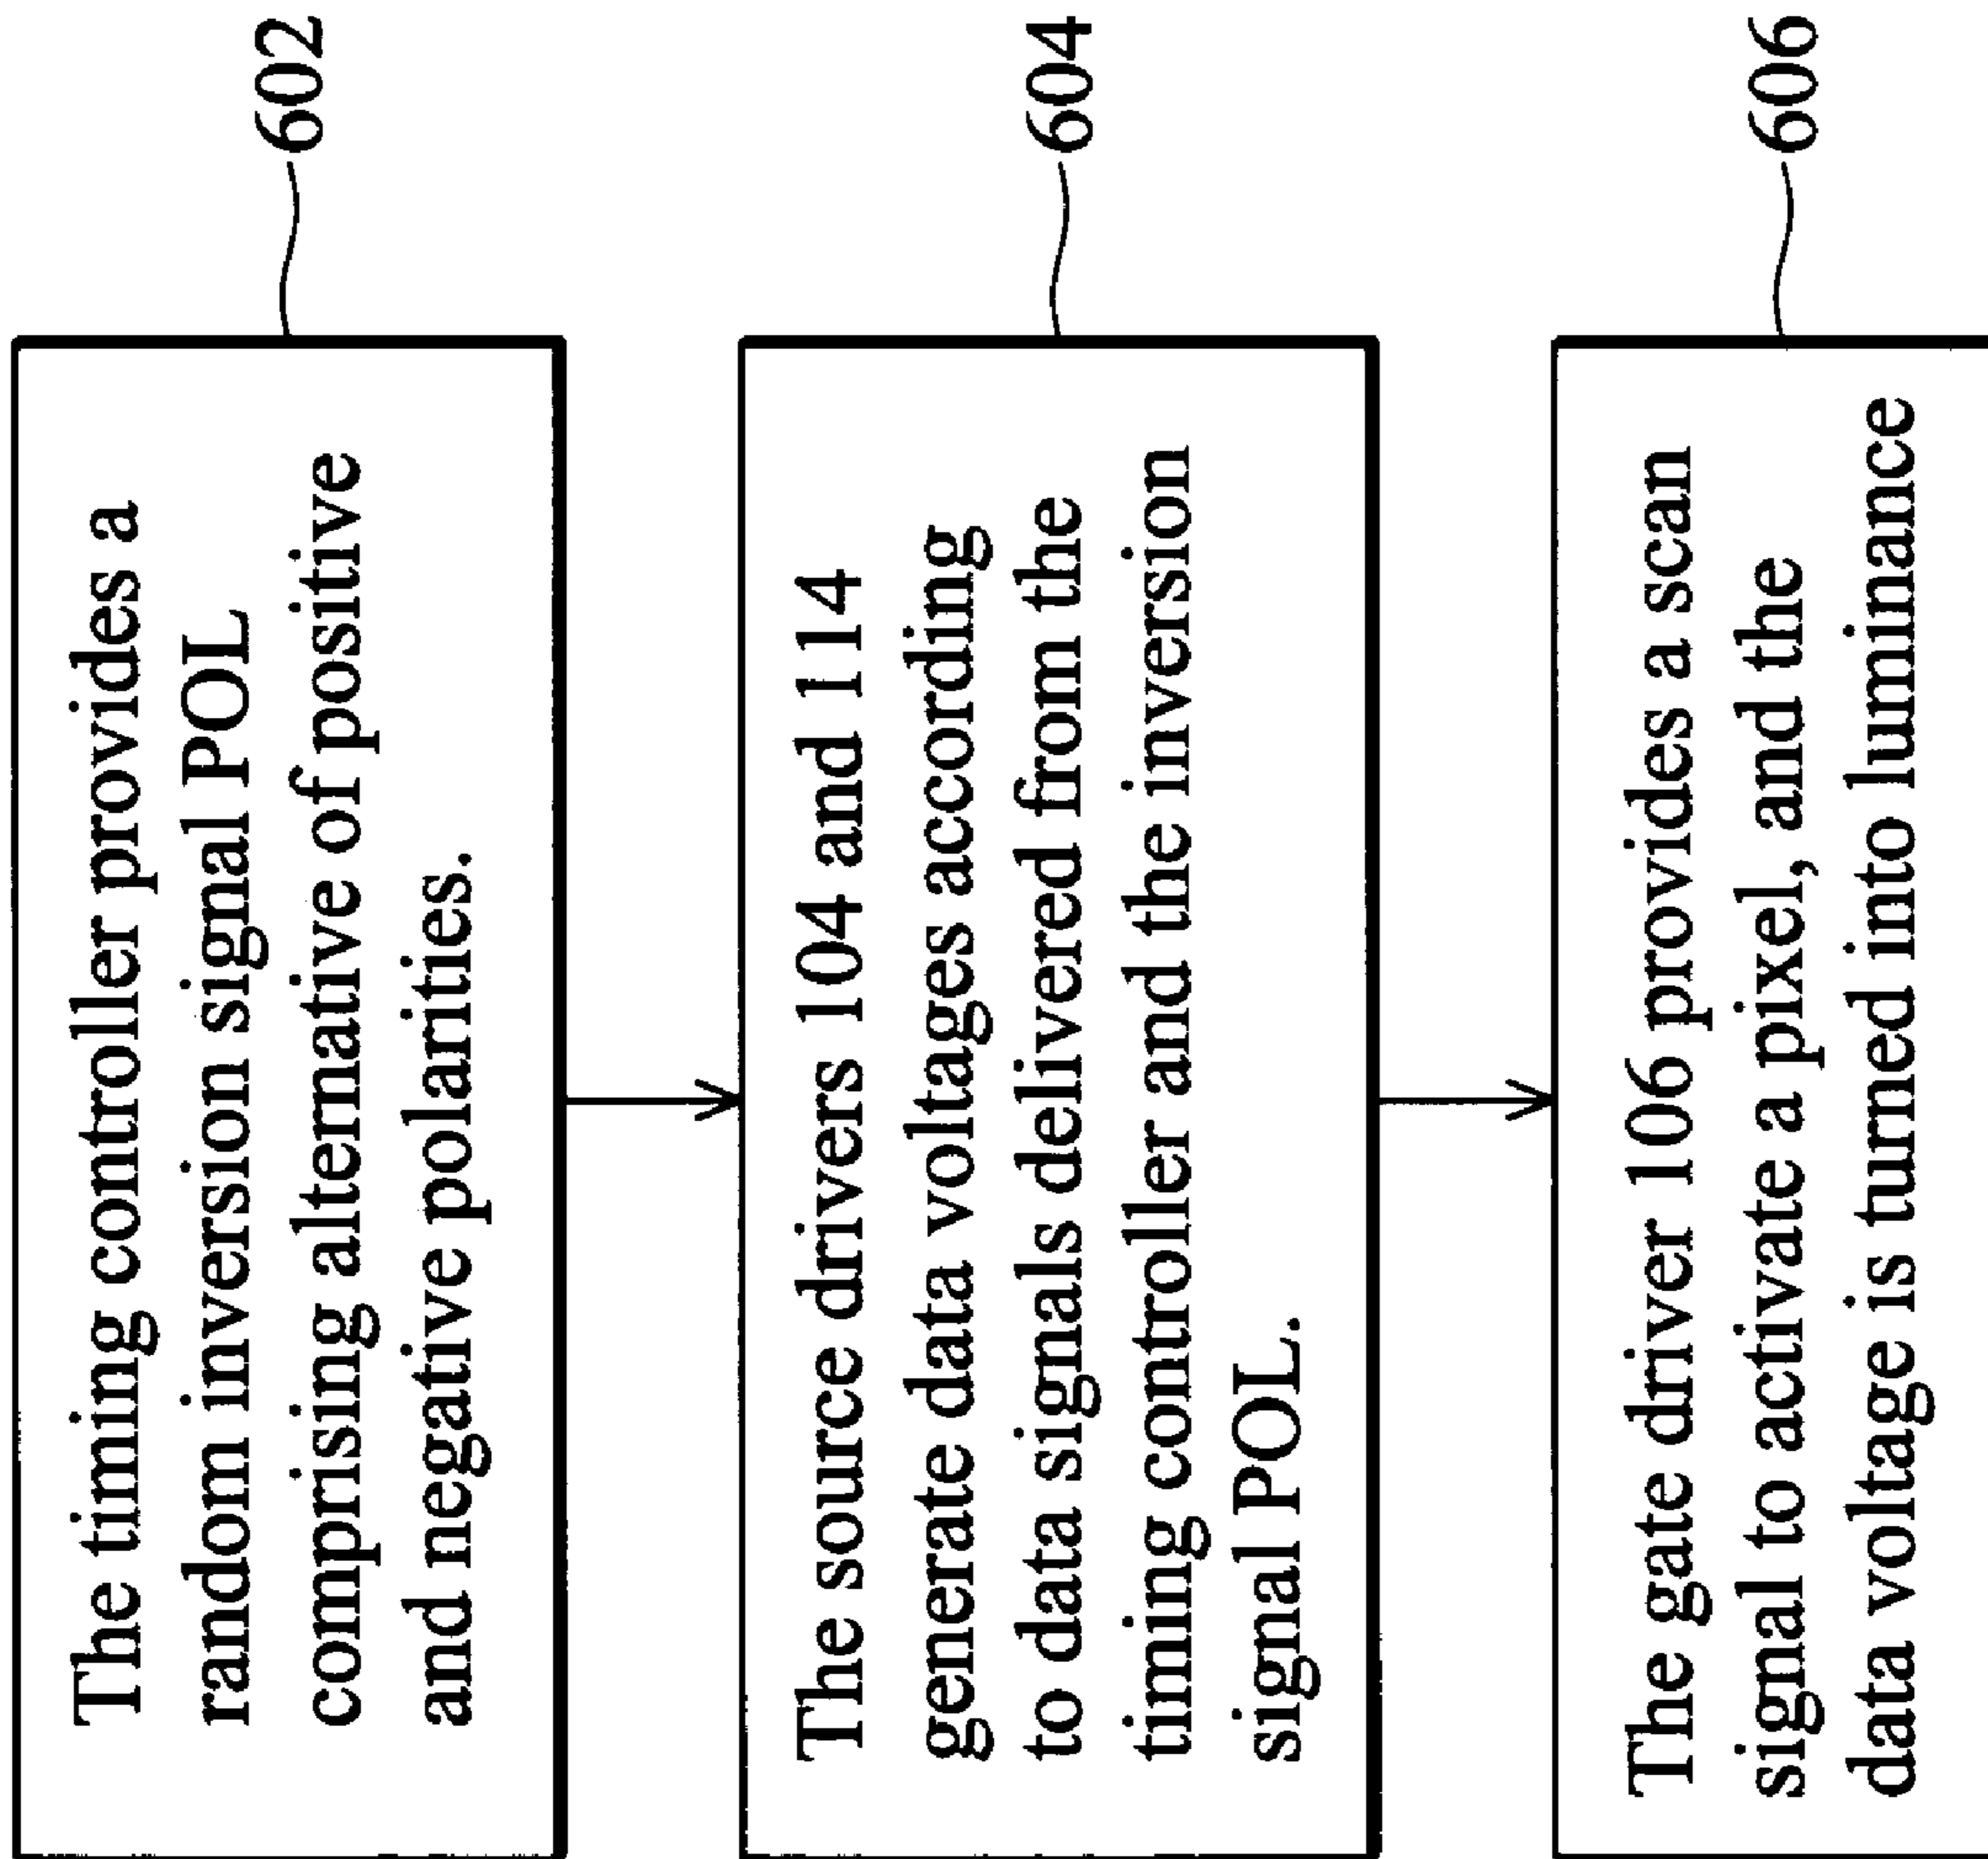 The timing controller provides a
random inversion signal POL
comprising alternative of positive
and negative polarities.
602
The source drivers 104 and 114
generate data voltages according
to data signals delivered from the
timing controller and the inversion
signal POL.
604
The gate driver 106 provides a scan
signal to activate a pixel, and the
data voltage is turned into luminance
606